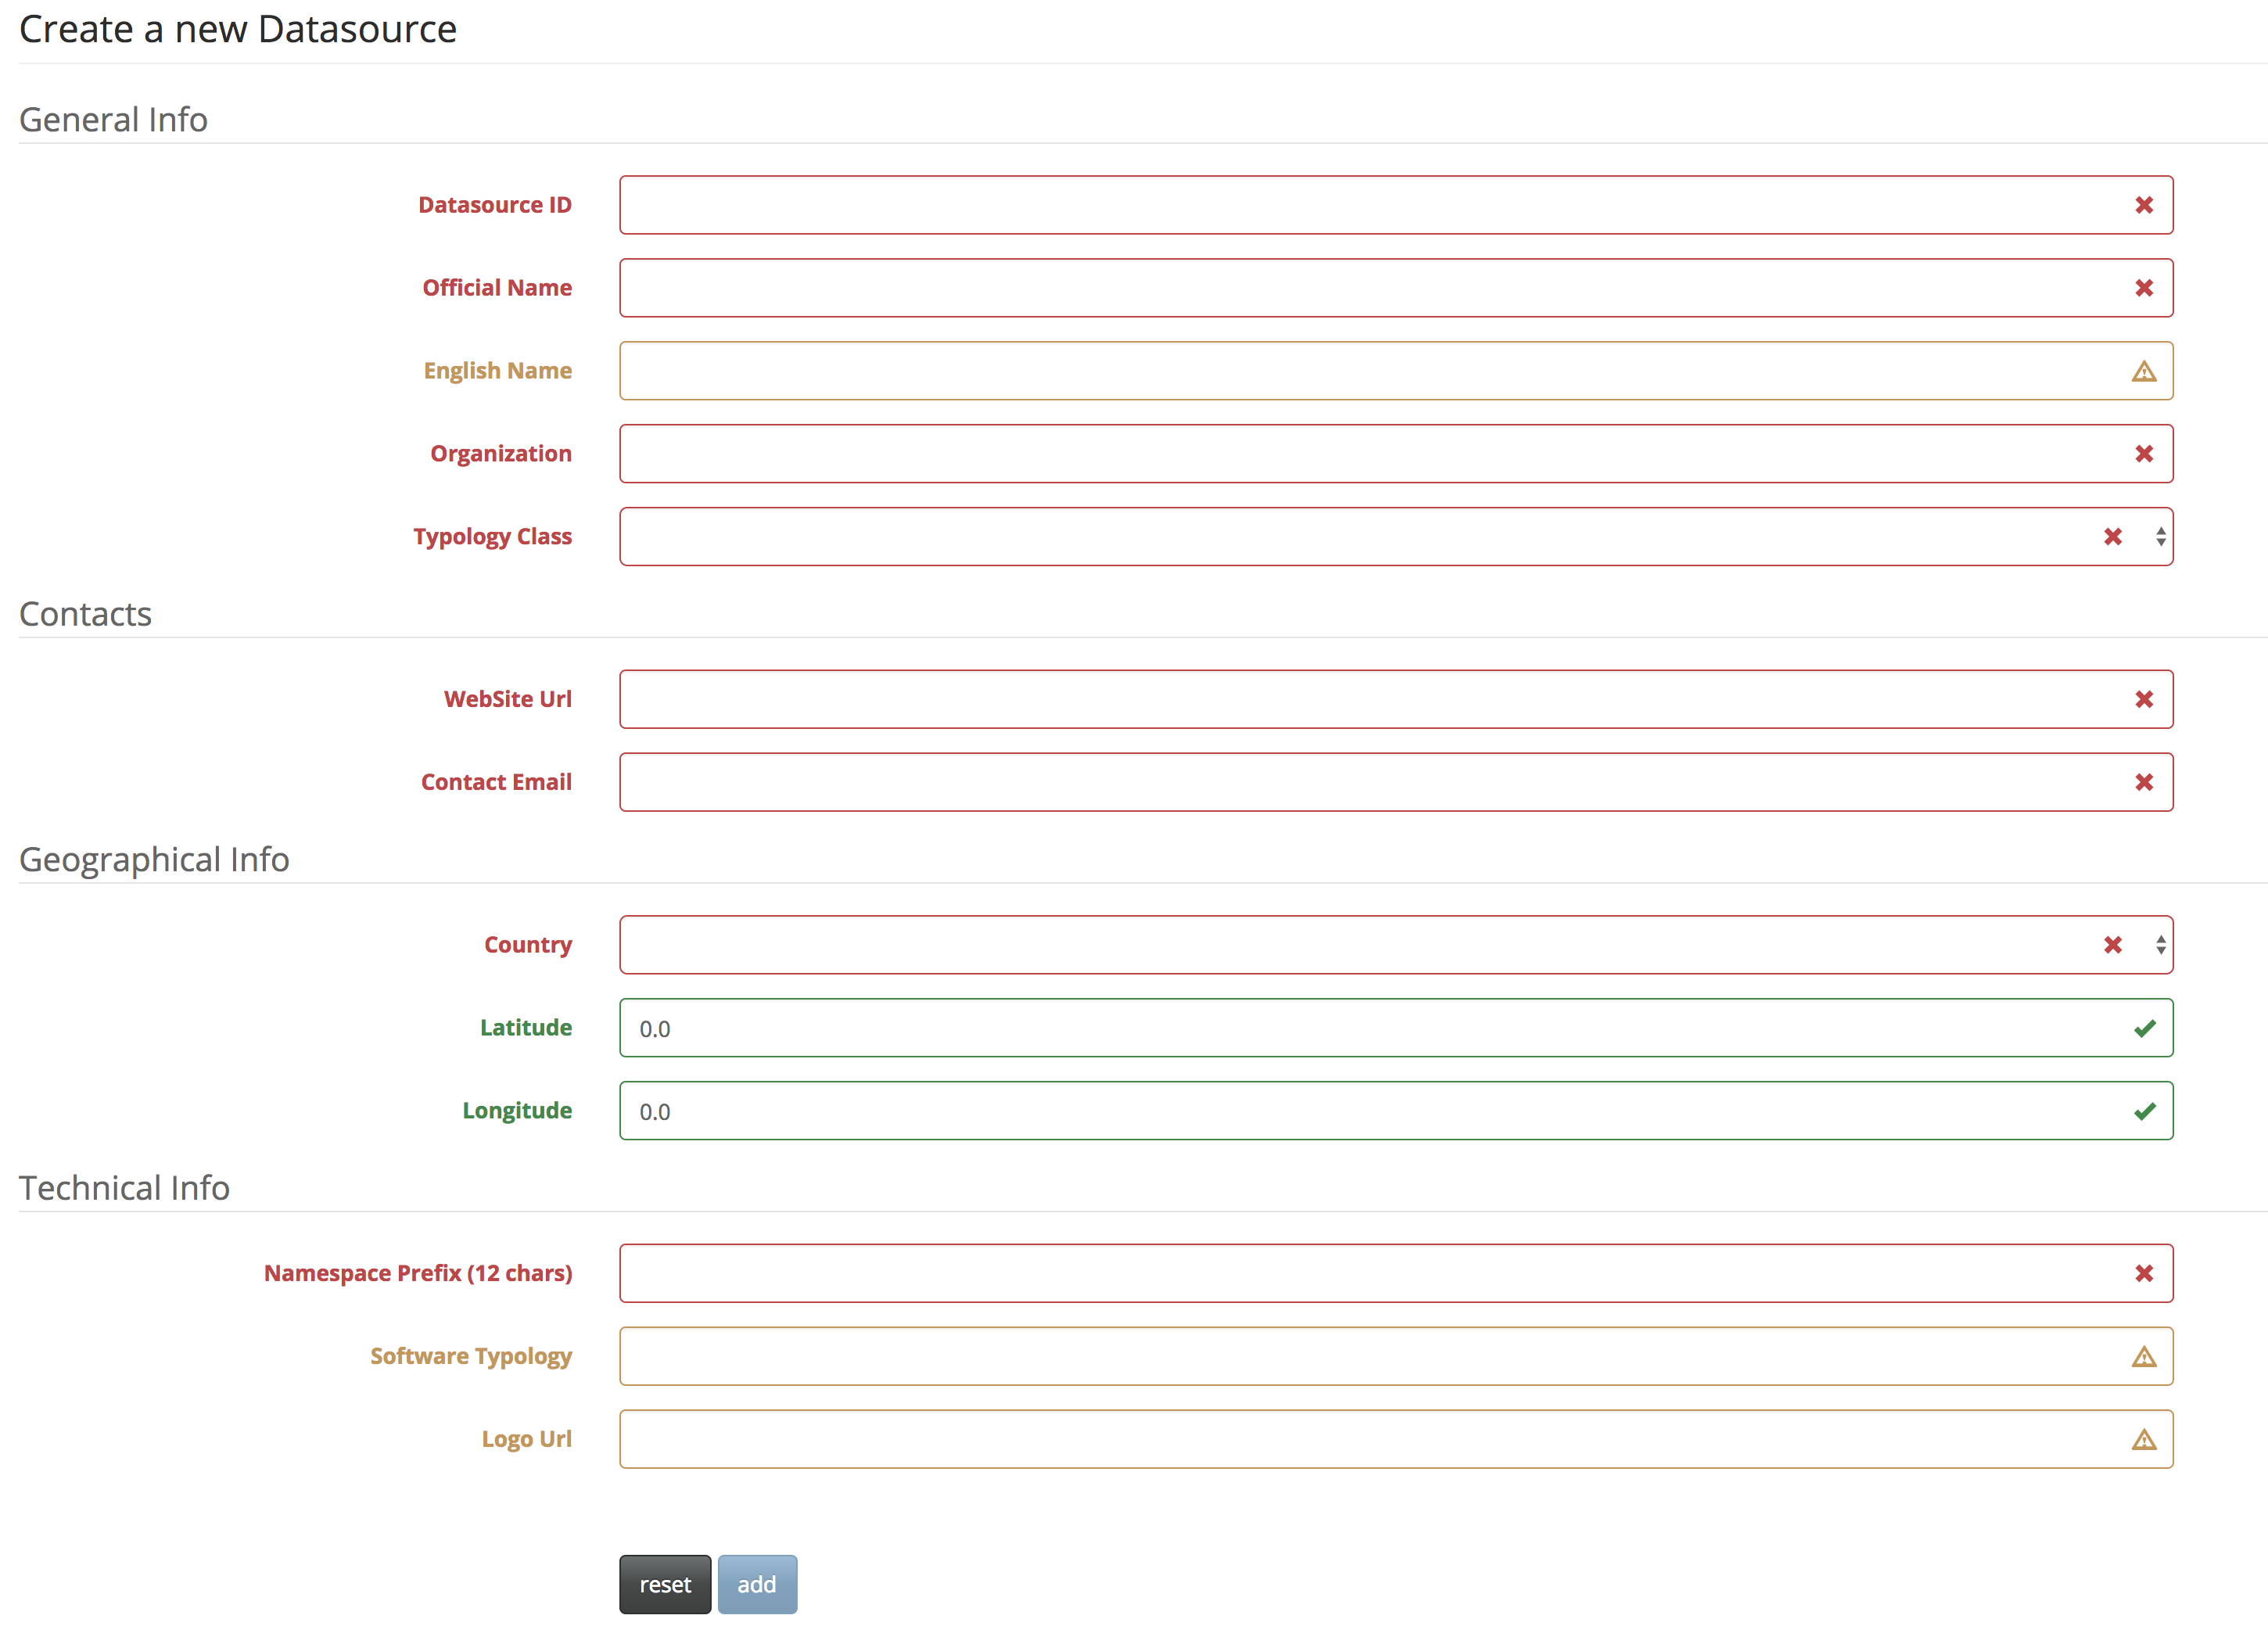 Create a new Datasource
General Info
Datasource ID
Official Name
English Name
Organization
Typology Class
Contacts
WebSite Url
Contact Email
Geographical Info
Country
Latitude 0.0
Longitude 0.0
Technical Info
Namespace Prefix (12 chars)
Software Typology
Logo Url
reset add